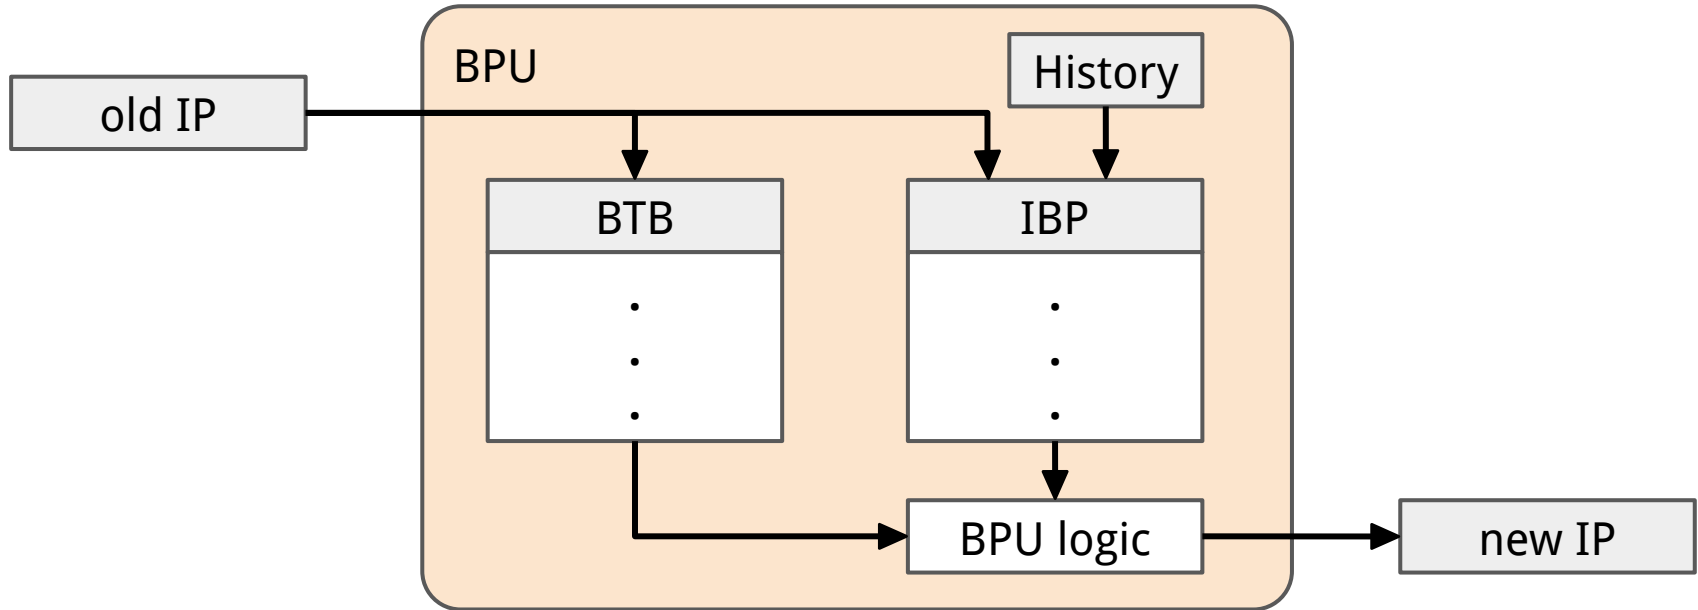 BPU
History
old IP
BTB
IBP
BPU logic
new IP